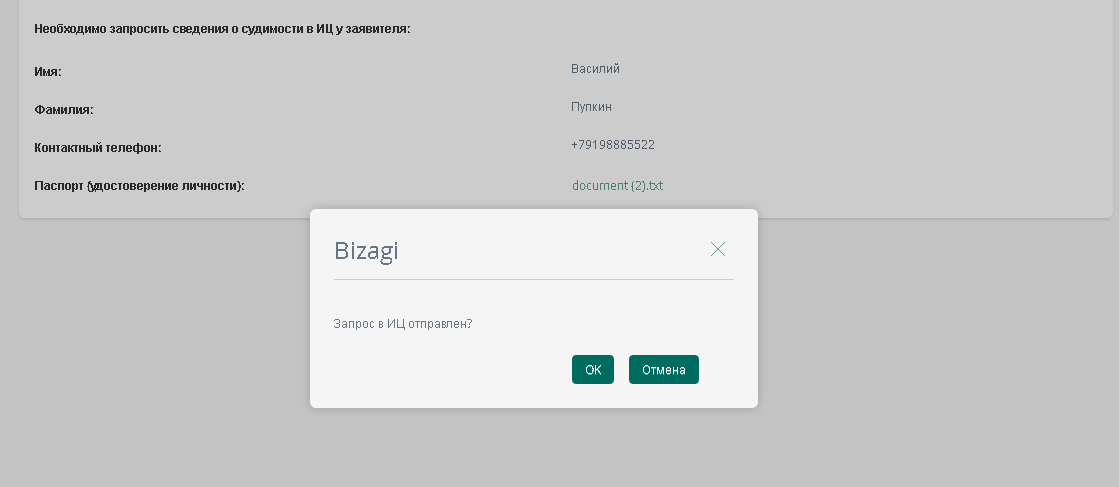 Необходимо запросить сведения о судимости в ИЦ у заявителя:
Имя: Василий
Фамилия: Пупкин
Контактный телефон: +79198885522
Паспорт (удостоверение личности): document (2).txt
Bizagi
Запрос в ИЦ отправлен?
OK Отмена